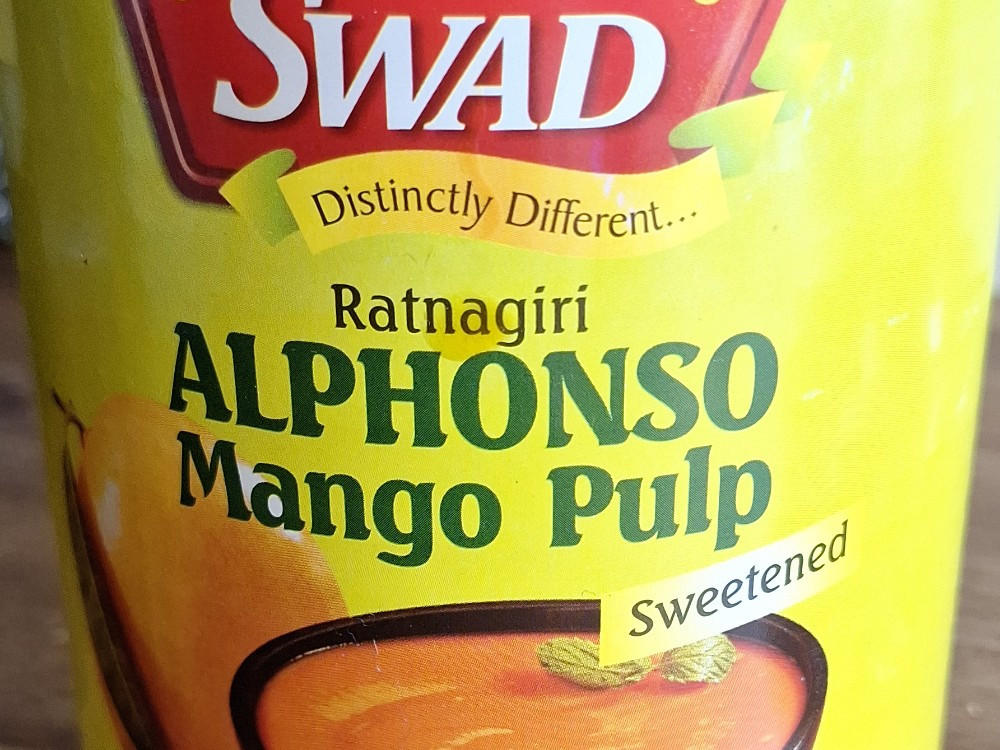 SWAD
Distinctly Different...
Ratnagiri
ALPHONSO
Mango Pulp
Sweetened